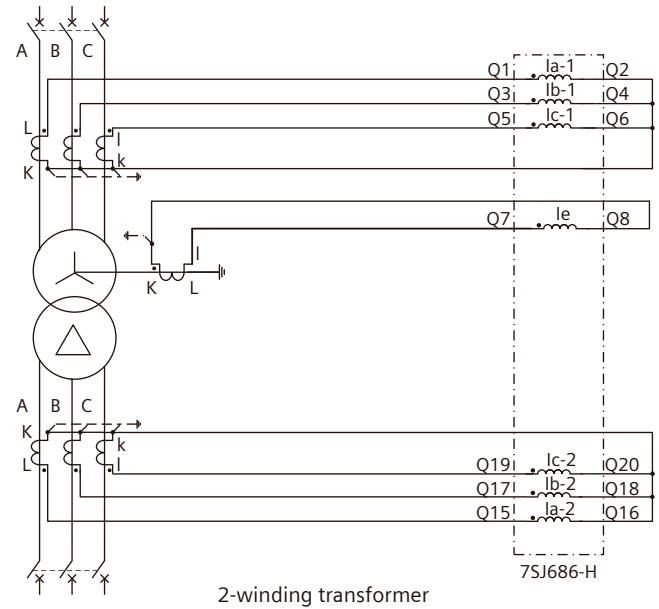 A B C
Q1 Ia-1 Q2
Q3 Ib-1 Q4
Q5 Ic-1 Q6
L l
K k
Q7 Ie Q8
l
K L
A B C
K k
L l
Q19 Ic-2 Q20
Q17 Ib-2 Q18
Q15 Ia-2 Q16
7SJ686-H
2-winding transformer